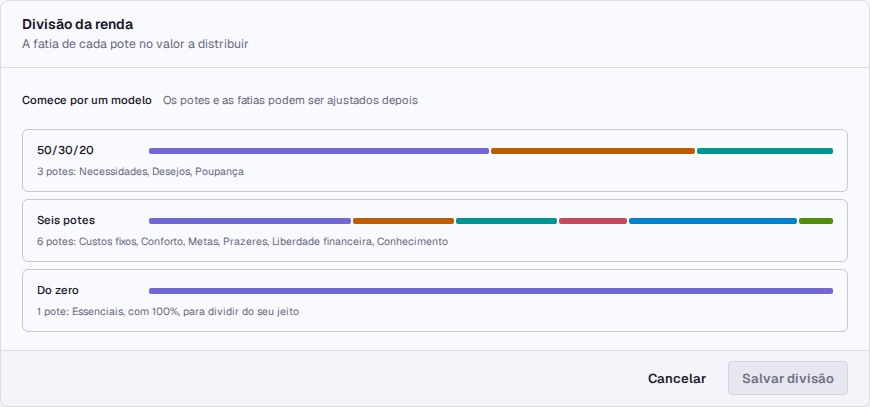 Divisão da renda
A fatia de cada pote no valor a distribuir
Comece por um modelo Os potes e as fatias podem ser ajustados depois
50/30/20
3 potes: Necessidades, Desejos, Poupança
Seis potes
6 potes: Custos fixos, Conforto, Metas, Prazeres, Liberdade financeira, Conhecimento
Do zero
1 pote: Essenciais, com 100%, para dividir do seu jeito
Cancelar Salvar divisão